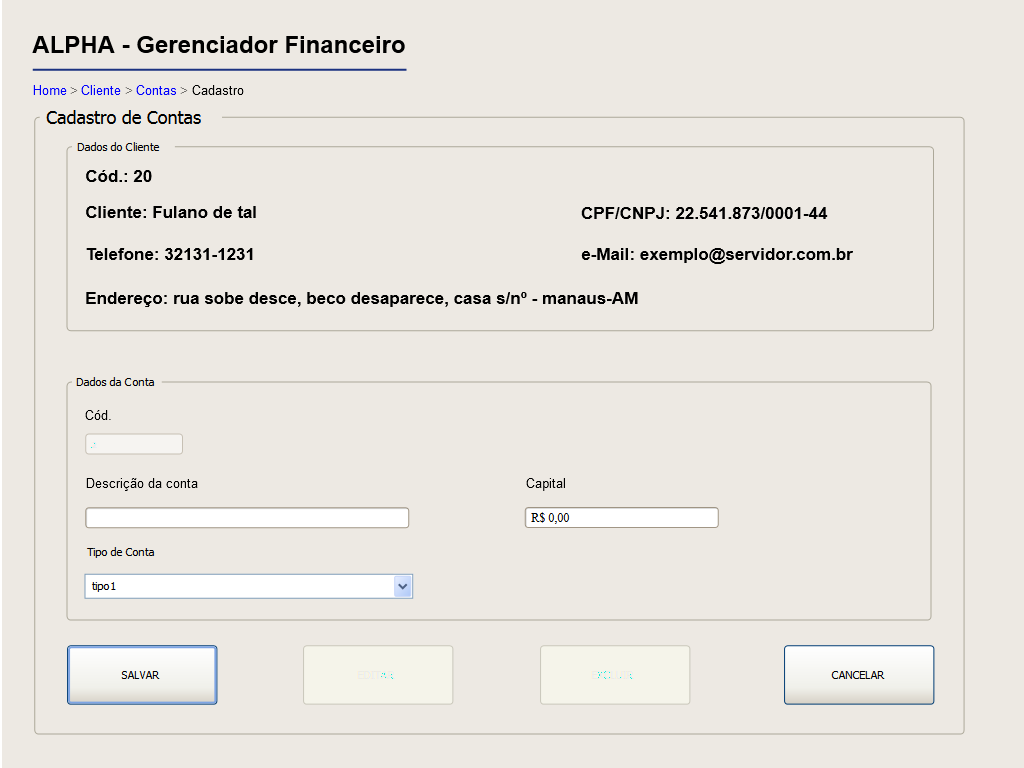 ALPHA - Gerenciador Financeiro
Home > Cliente > Contas > Cadastro
Cadastro de Contas
Dados do Cliente
Cód.: 20
Cliente: Fulano de tal
CPF/CNPJ: 22.541.873/0001-44
Telefone: 32131-1231
e-Mail: exemplo@servidor.com.br
Endereço: rua sobe desce, beco desaparece, casa s/nº - manaus-AM
Dados da Conta
Cód.
Descrição da conta
Capital
R$ 0,00
Tipo de Conta
tipo1
SALVAR
CANCELAR